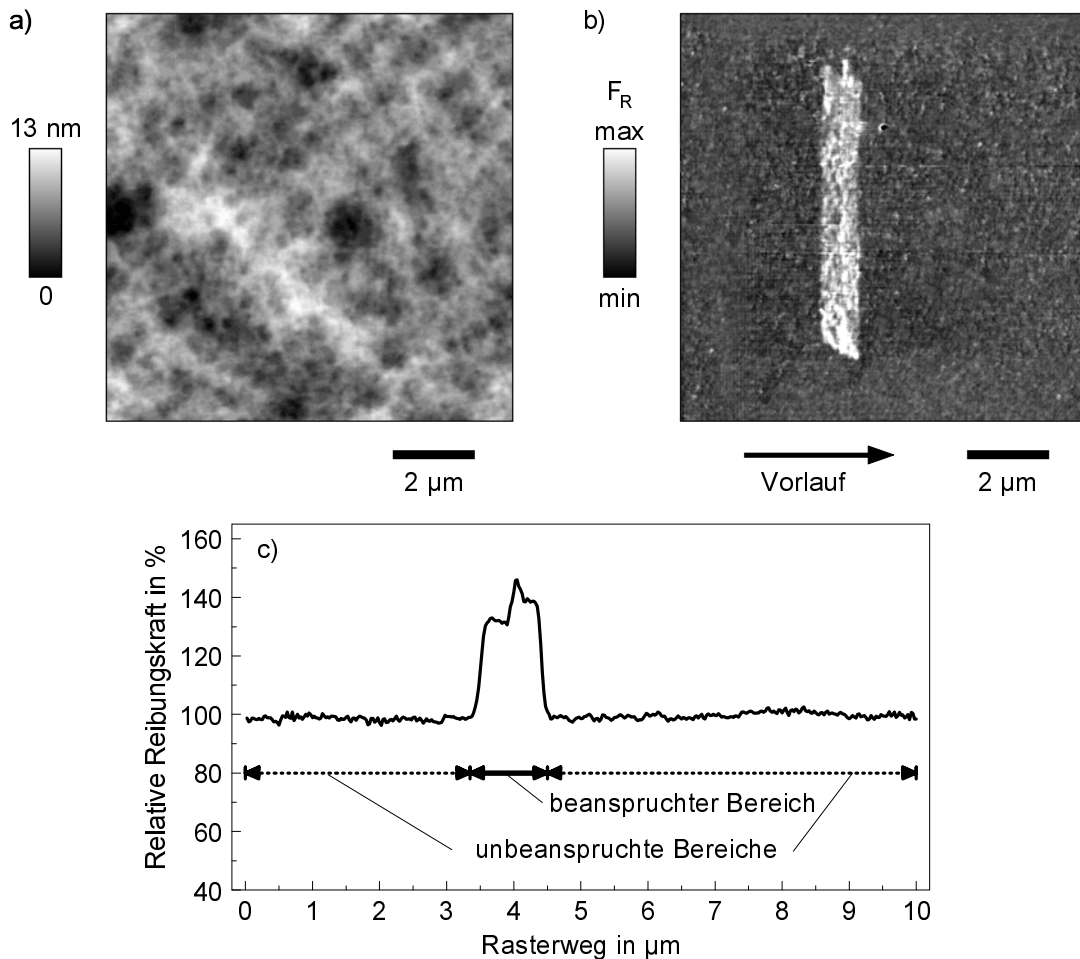 a)
13 nm
0
2 µm
b)
F_R
max
min
Vorlauf
2 µm
c)
Relative Reibungskraft in %
160
140
120
100
80
60
40
beanspruchter Bereich
unbeanspruchte Bereiche
0 1 2 3 4 5 6 7 8 9 10
Rasterweg in µm